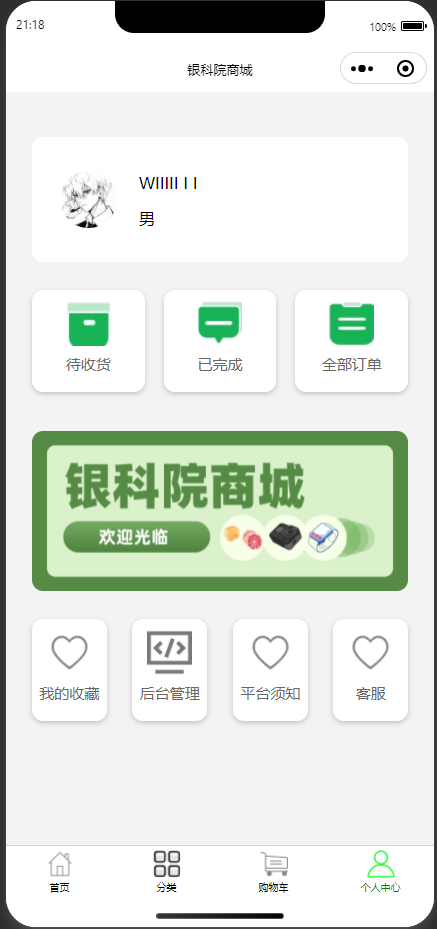 21:18
100%
银科院商城
WIIIII I I
男
待收货
已完成
全部订单
银科院商城
欢迎光临
我的收藏
后台管理
平台须知
客服
首页
分类
购物车
个人中心